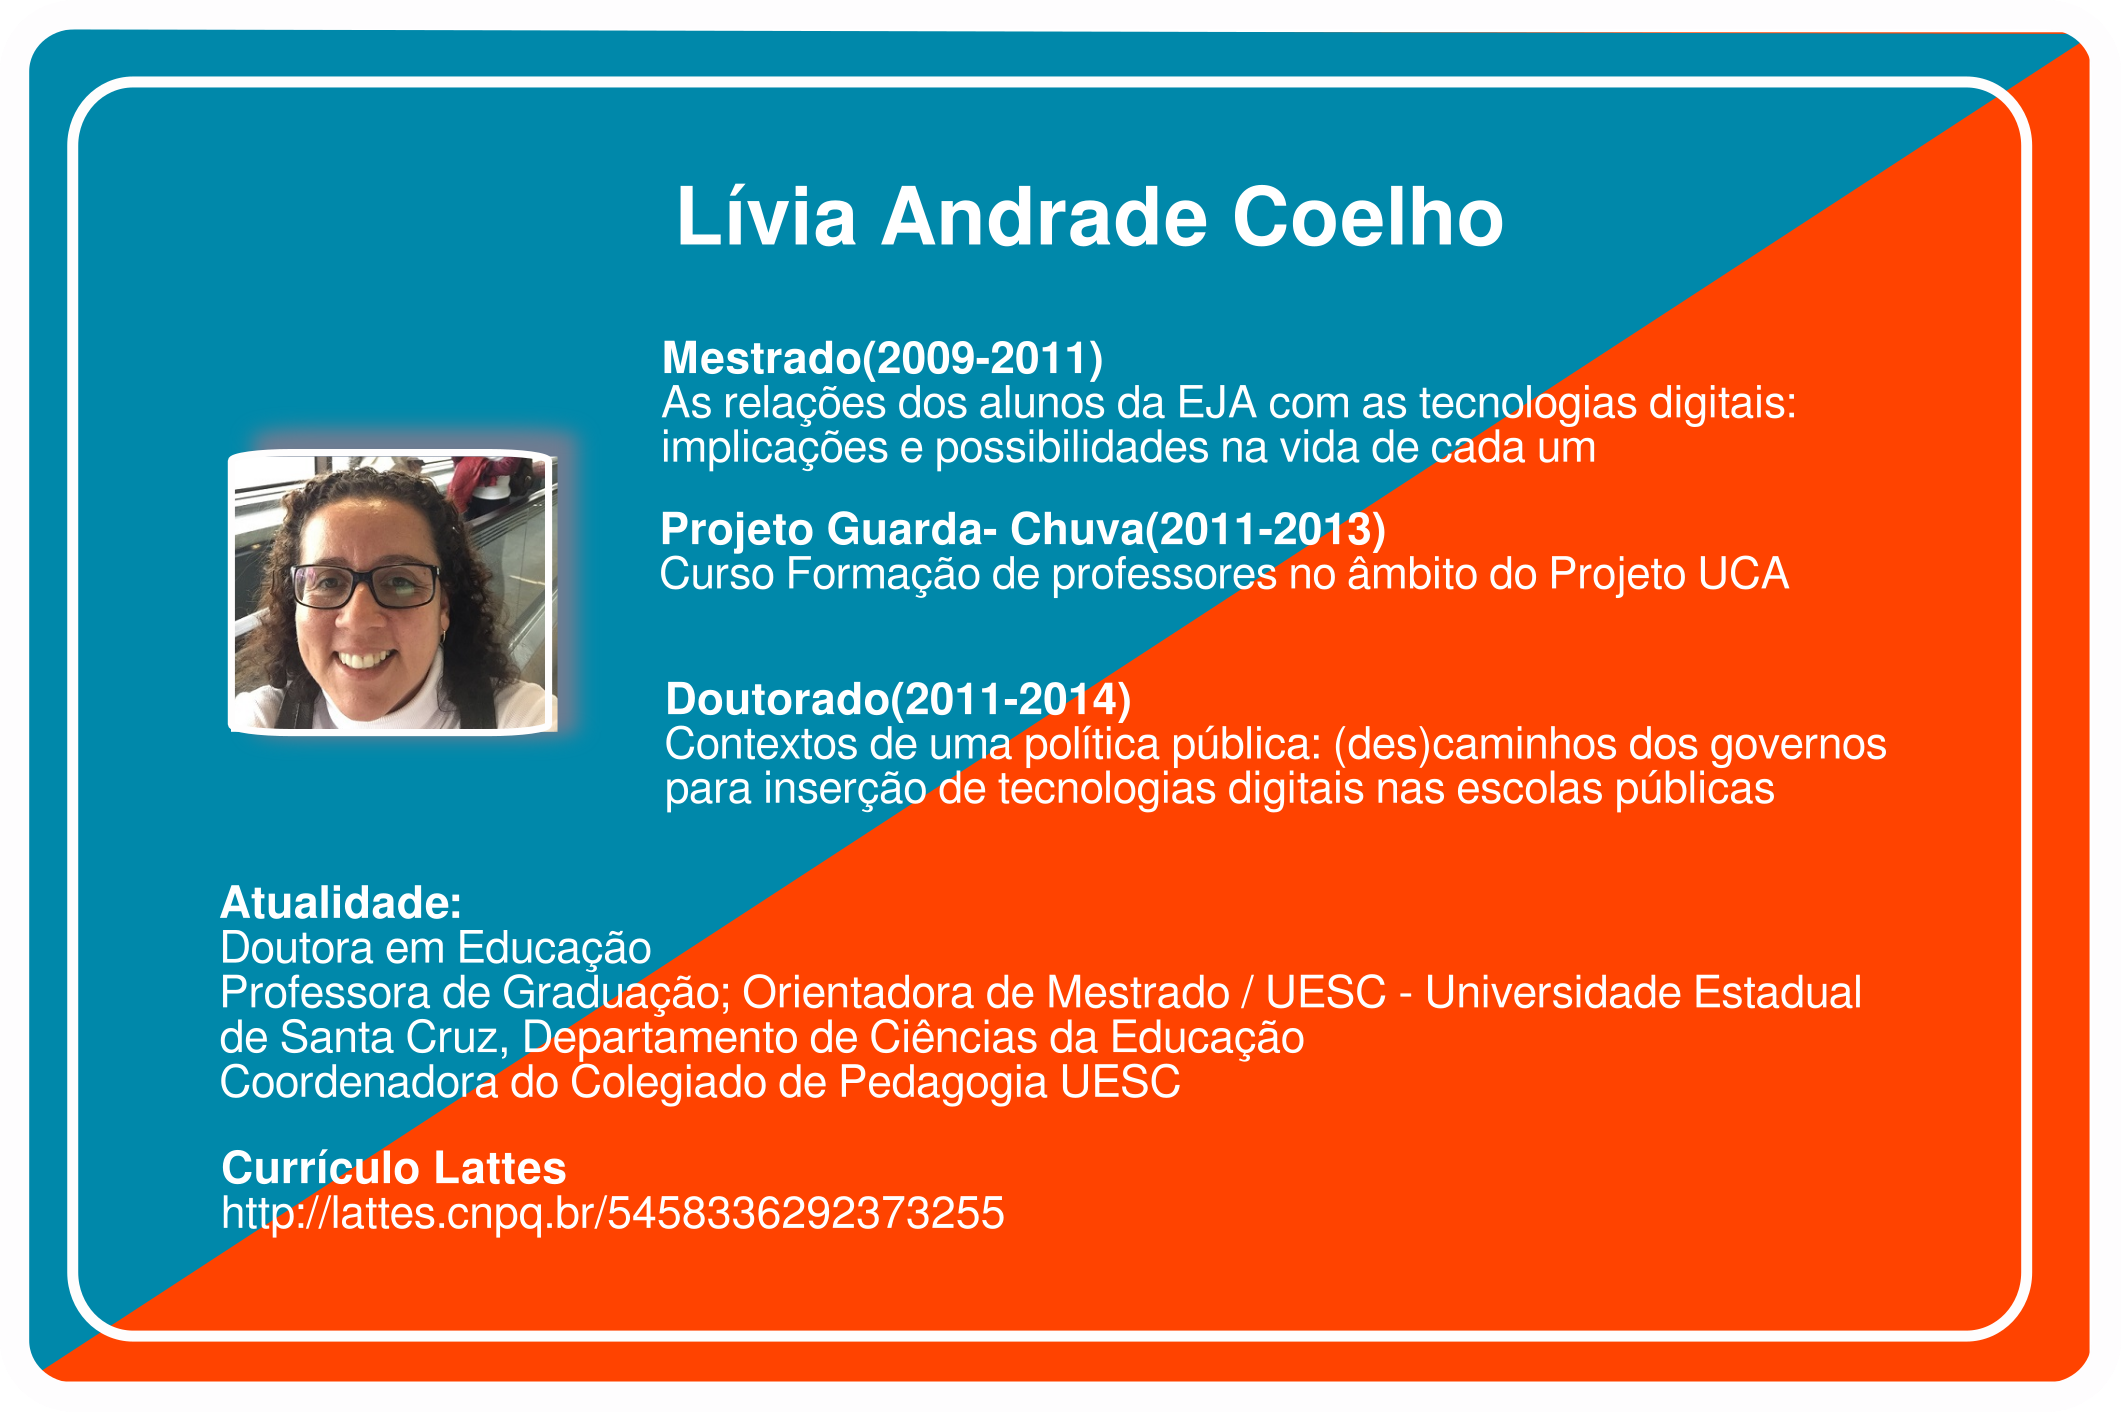 Lívia Andrade Coelho
Mestrado(2009-2011)
As relações dos alunos da EJA com as tecnologias digitais:
implicações e possibilidades na vida de cada um
Projeto Guarda- Chuva(2011-2013)
Curso Formação de professores no âmbito do Projeto UCA
Doutorado(2011-2014)
Contextos de uma política pública: (des)caminhos dos governos
para inserção de tecnologias digitais nas escolas públicas
Atualidade:
Doutora em Educação
Professora de Graduação; Orientadora de Mestrado / UESC - Universidade Estadual
de Santa Cruz, Departamento de Ciências da Educação
Coordenadora do Colegiado de Pedagogia UESC
Currículo Lattes
http://lattes.cnpq.br/5458336292373255